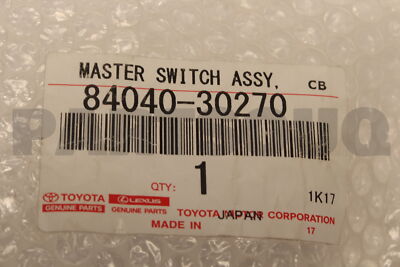 MASTER SWITCH ASSY, CB
84040-30270
QTY: 1 1K17
TOYOTA LEXUS
GENUINE PARTS GENUINE PARTS TOYOTA MOTOR CORPORATION
MADE IN JAPAN 17